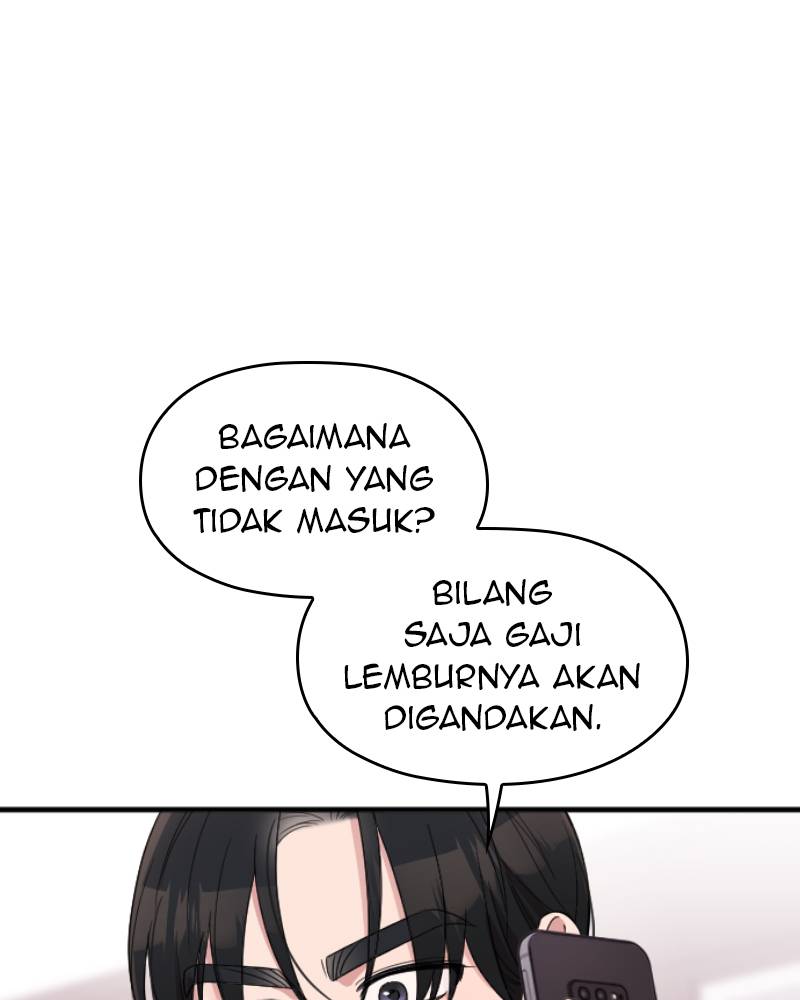 BAGAIMANA
DENGAN YANG
TIDAK MASUK?
BILANG
SAJA GAJI
LEMBURNYA AKAN
DIGANDAKAN.